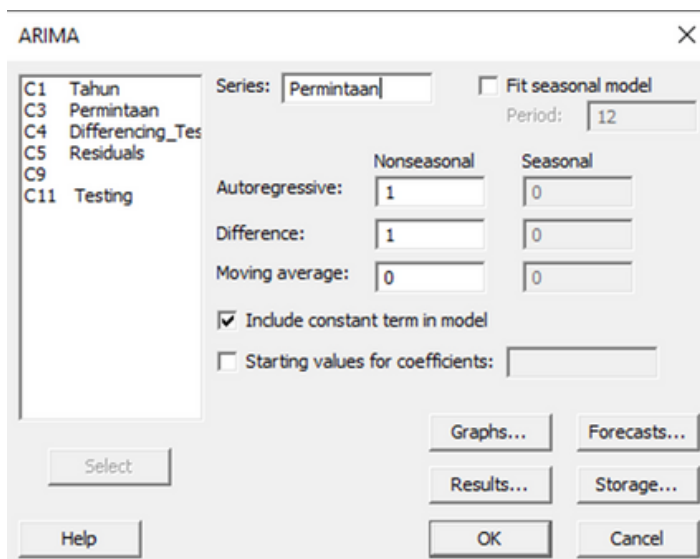 ARIMA
C1 Tahun
C3 Permintaan
C4 Differencing_Tes
C5 Residuals
C9
C11 Testing
Series: Permintaan
Fit seasonal model
Period: 12
Nonseasonal Seasonal
Autoregressive: 1 0
Difference: 1 0
Moving average: 0 0
Include constant term in model
Starting values for coefficients:
Select
Graphs... Forecasts...
Results... Storage...
Help OK Cancel